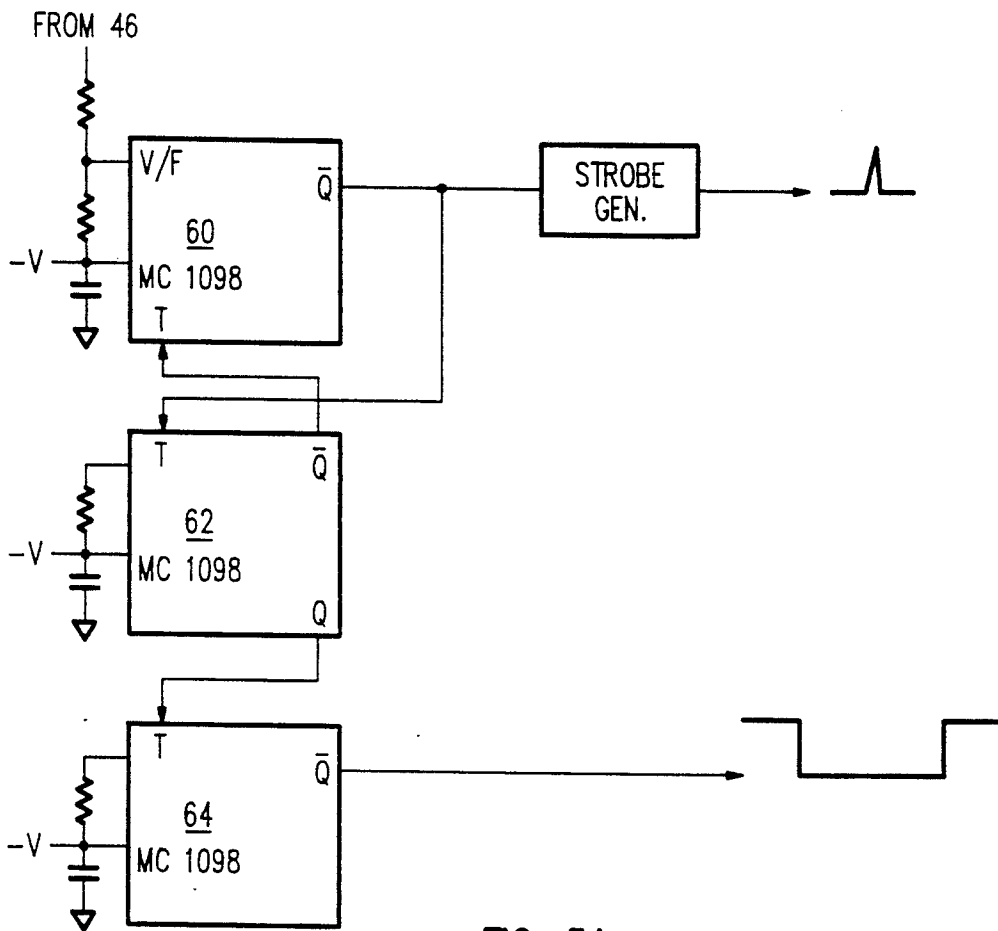 FROM 46
V/F
Q̅
60
-V
MC 1098
T
STROBE
GEN.
T
Q̅
62
-V
MC 1098
Q
T
Q̅
64
-V
MC 1098